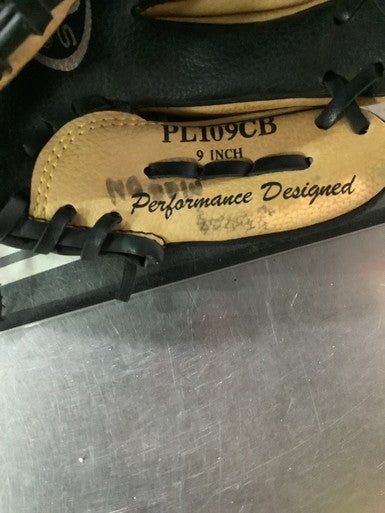 PL109CB
9 INCH
Performance Designed